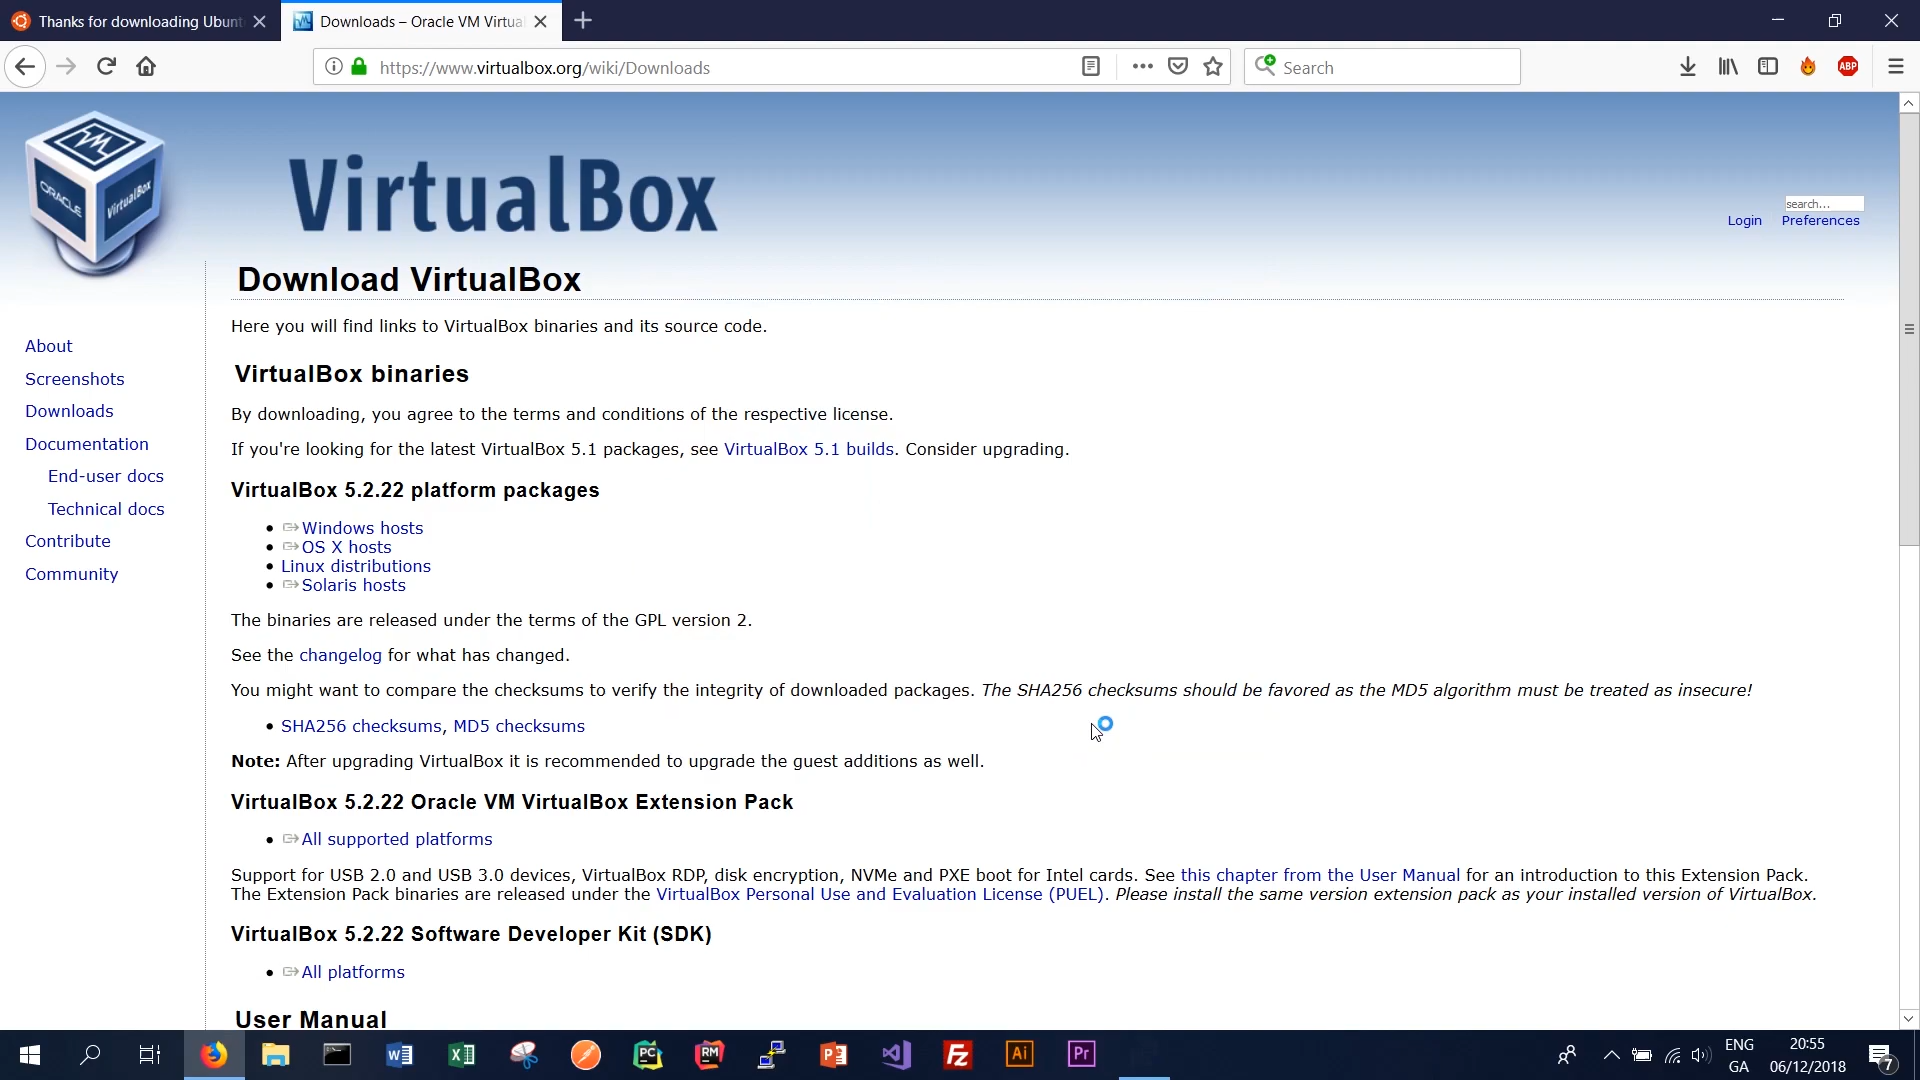 Thanks for downloading Ubunt
Downloads – Oracle VM Virtua
https://www.virtualbox.org/wiki/Downloads
Search
ABP
ORACLE
VirtualBox
VirtualBox
search...
Login
Preferences
Download VirtualBox
Here you will find links to VirtualBox binaries and its source code.
About
Screenshots
Downloads
Documentation
End-user docs
Technical docs
Contribute
Community
VirtualBox binaries
By downloading, you agree to the terms and conditions of the respective license.
If you're looking for the latest VirtualBox 5.1 packages, see VirtualBox 5.1 builds. Consider upgrading.
VirtualBox 5.2.22 platform packages
• Windows hosts
• OS X hosts
• Linux distributions
• Solaris hosts
The binaries are released under the terms of the GPL version 2.
See the changelog for what has changed.
You might want to compare the checksums to verify the integrity of downloaded packages. The SHA256 checksums should be favored as the MD5 algorithm must be treated as insecure!
• SHA256 checksums, MD5 checksums
Note: After upgrading VirtualBox it is recommended to upgrade the guest additions as well.
VirtualBox 5.2.22 Oracle VM VirtualBox Extension Pack
• All supported platforms
Support for USB 2.0 and USB 3.0 devices, VirtualBox RDP, disk encryption, NVMe and PXE boot for Intel cards. See this chapter from the User Manual for an introduction to this Extension Pack.
The Extension Pack binaries are released under the VirtualBox Personal Use and Evaluation License (PUEL). Please install the same version extension pack as your installed version of VirtualBox.
VirtualBox 5.2.22 Software Developer Kit (SDK)
• All platforms
User Manual
PC
RM
Fz
Ai
Pr
ENG
GA
20:55
06/12/2018
7